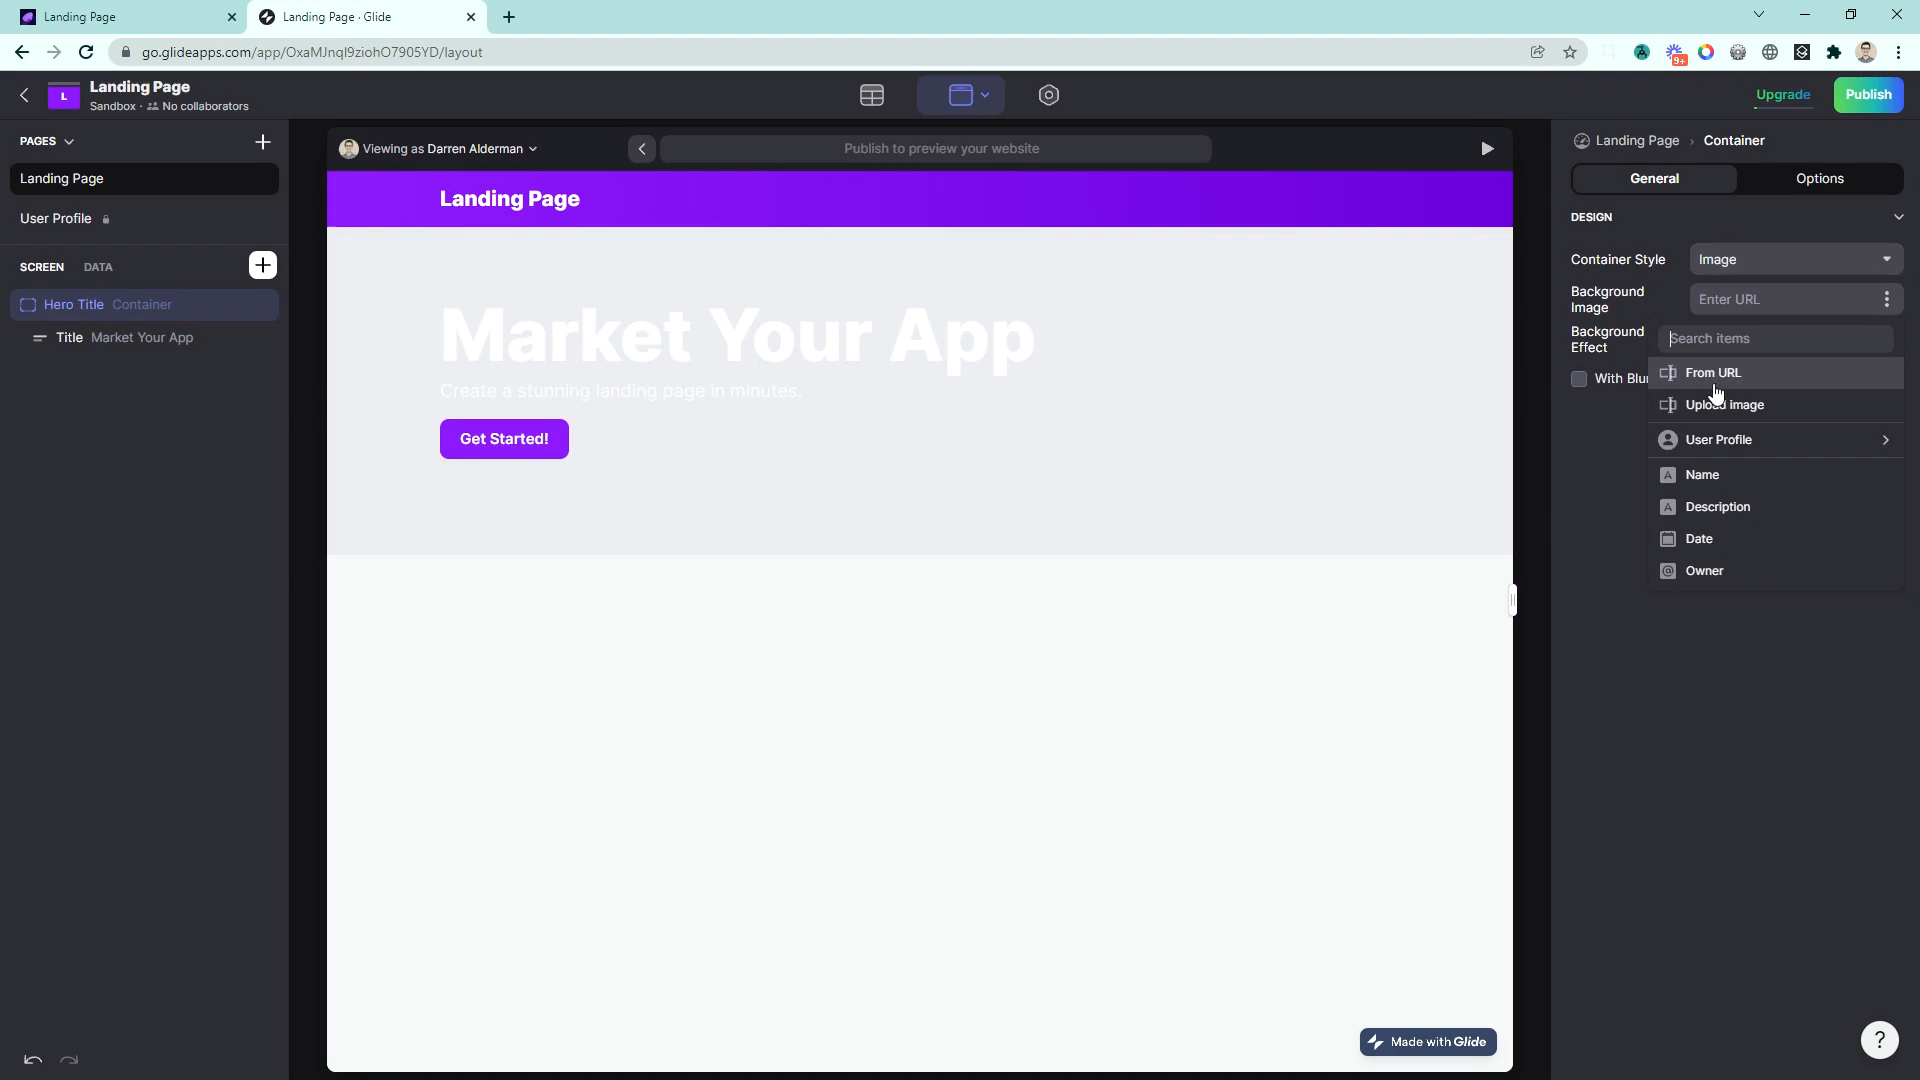 Landing Page
Landing Page · Glide
go.glideapps.com/app/OxaMJnql9ziohO7905YD/layout
9+
L
Landing Page
Sandbox · No collaborators
Upgrade
Publish
PAGES
Landing Page
User Profile
SCREEN DATA
Hero Title Container
Title Market Your App
Viewing as Darren Alderman
Publish to preview your website
Landing Page
Market Your App
Create a stunning landing page in minutes.
Get Started!
Made with Glide
Landing Page › Container
General Options
DESIGN
Container Style Image
Background Image Enter URL
Background Effect
With Blu
Search items
From URL
Upload image
User Profile
A Name
A Description
Date
@ Owner
?